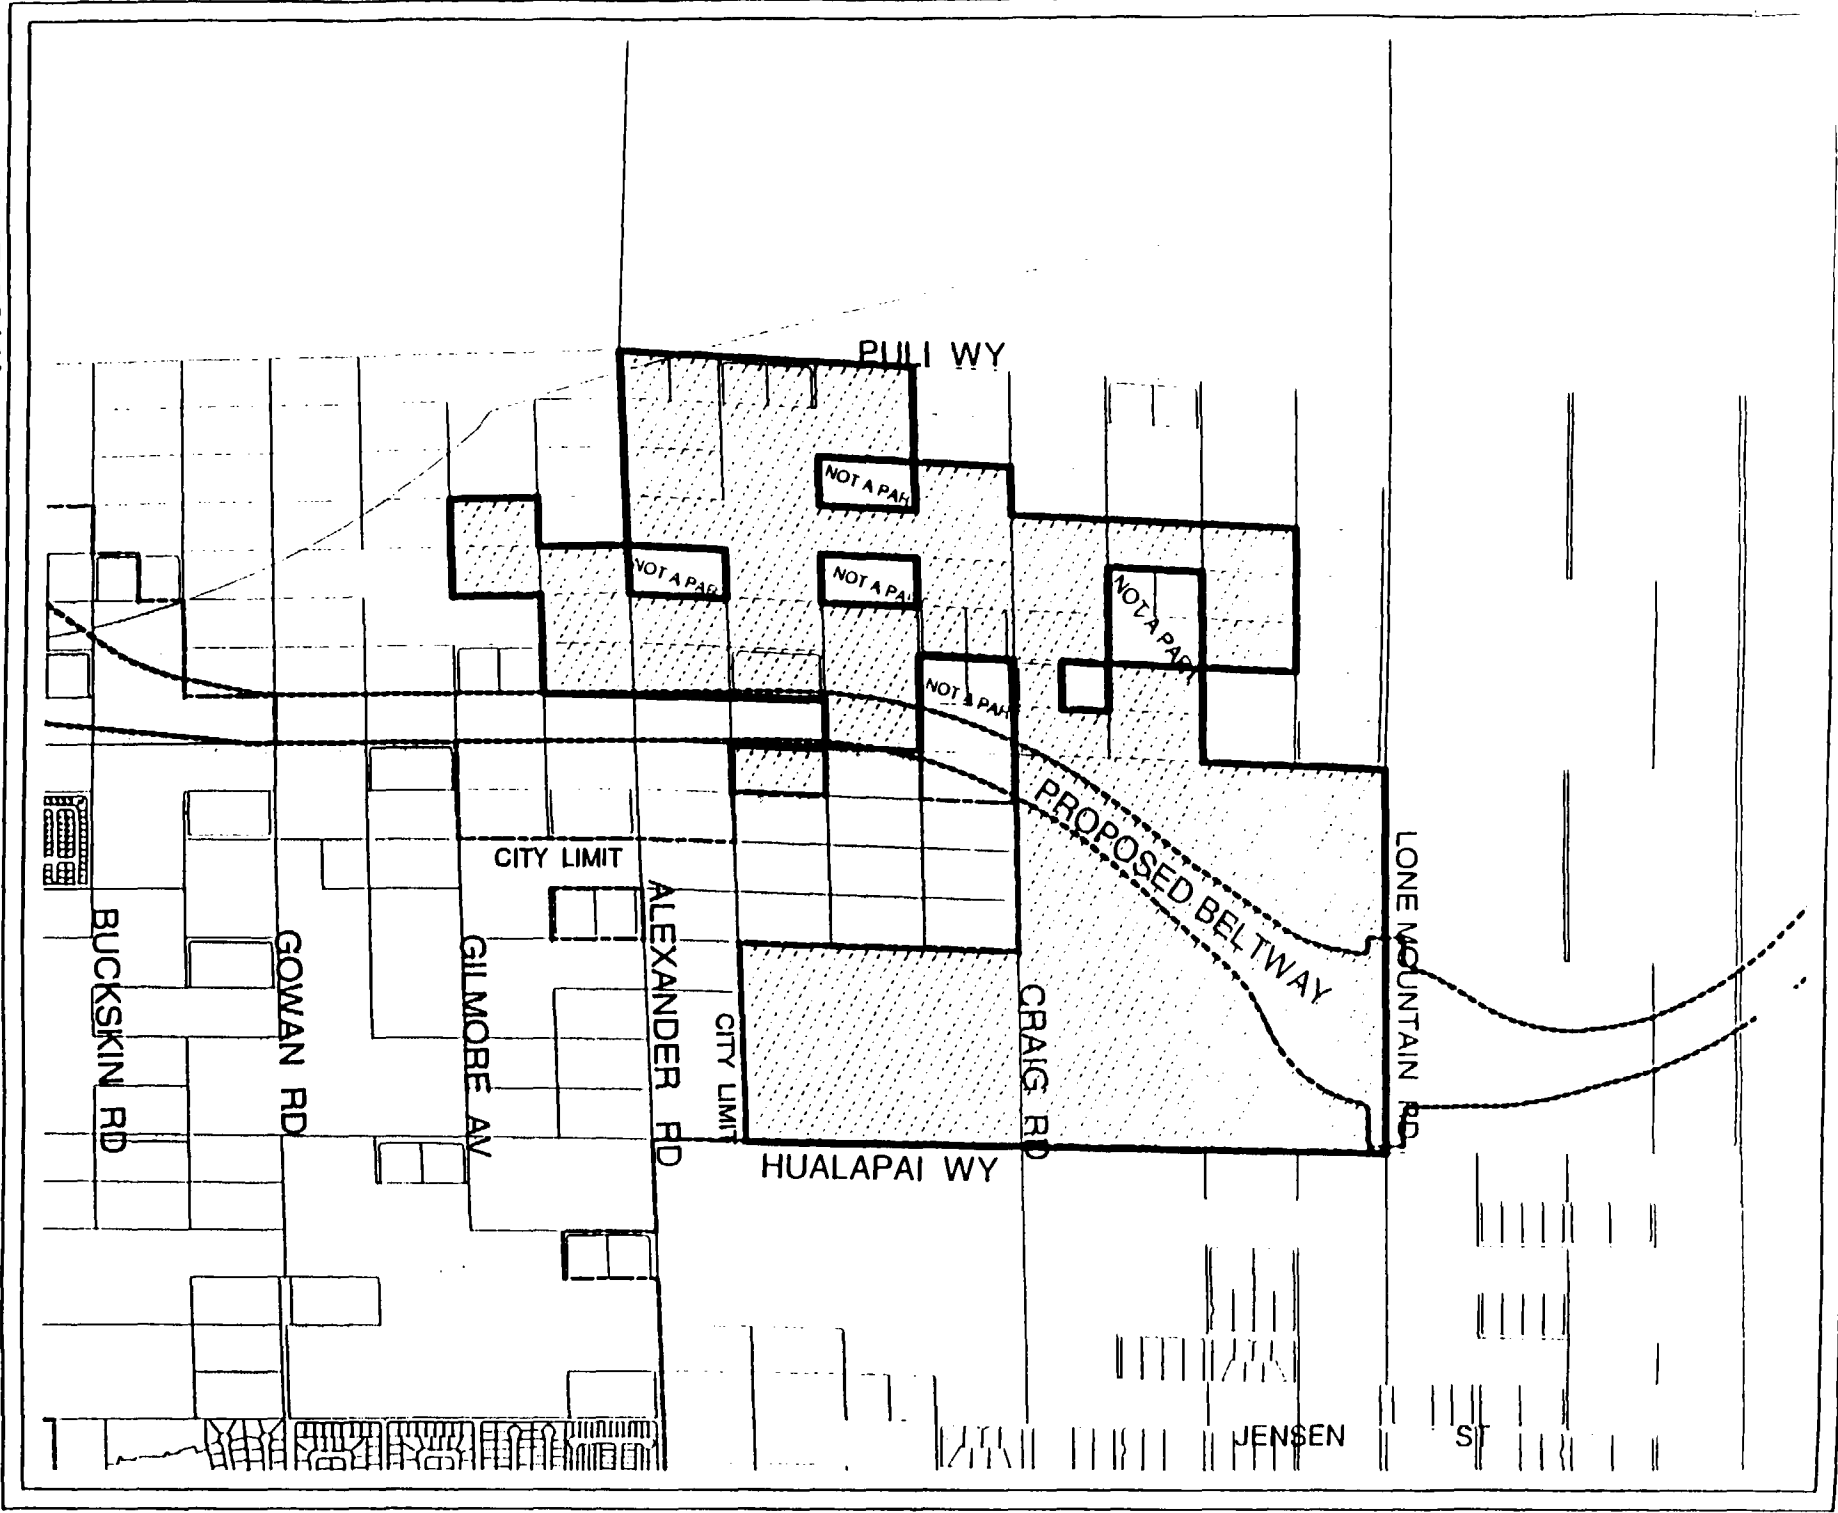 PULI WY
NOT A PAR
NOT A PAR
NOT A PA
NOT A PAR
NOT A PAR
PROPOSED BELTWAY
CITY LIMIT
LONE MOUNTAIN RD
BUCKSKIN RD
GOWAN RD
GILMORE AV
ALEXANDER RD
CITY LIMIT
CRAIG RD
HUALAPAI WY
JENSEN ST